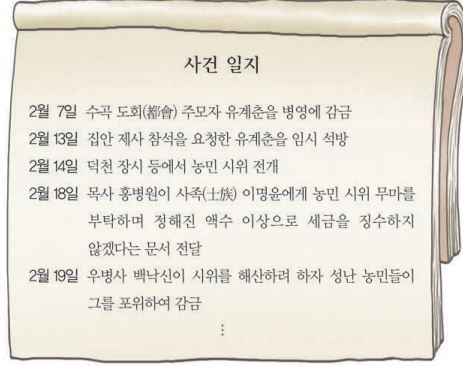 사건 일지
2월 7일 수곡 도회(都會) 주모자 유계춘을 병영에 감금
2월 13일 집안 제사 참석을 요청한 유계춘을 임시 석방
2월 14일 덕천 장시 등에서 농민 시위 전개
2월 18일 목사 홍병원이 사족(士族) 이명윤에게 농민 시위 무마를
부탁하며 정해진 액수 이상으로 세금을 징수하지
않겠다는 문서 전달
2월 19일 우병사 백낙신이 시위를 해산하려 하자 성난 농민들이
그를 포위하여 감금
⋮